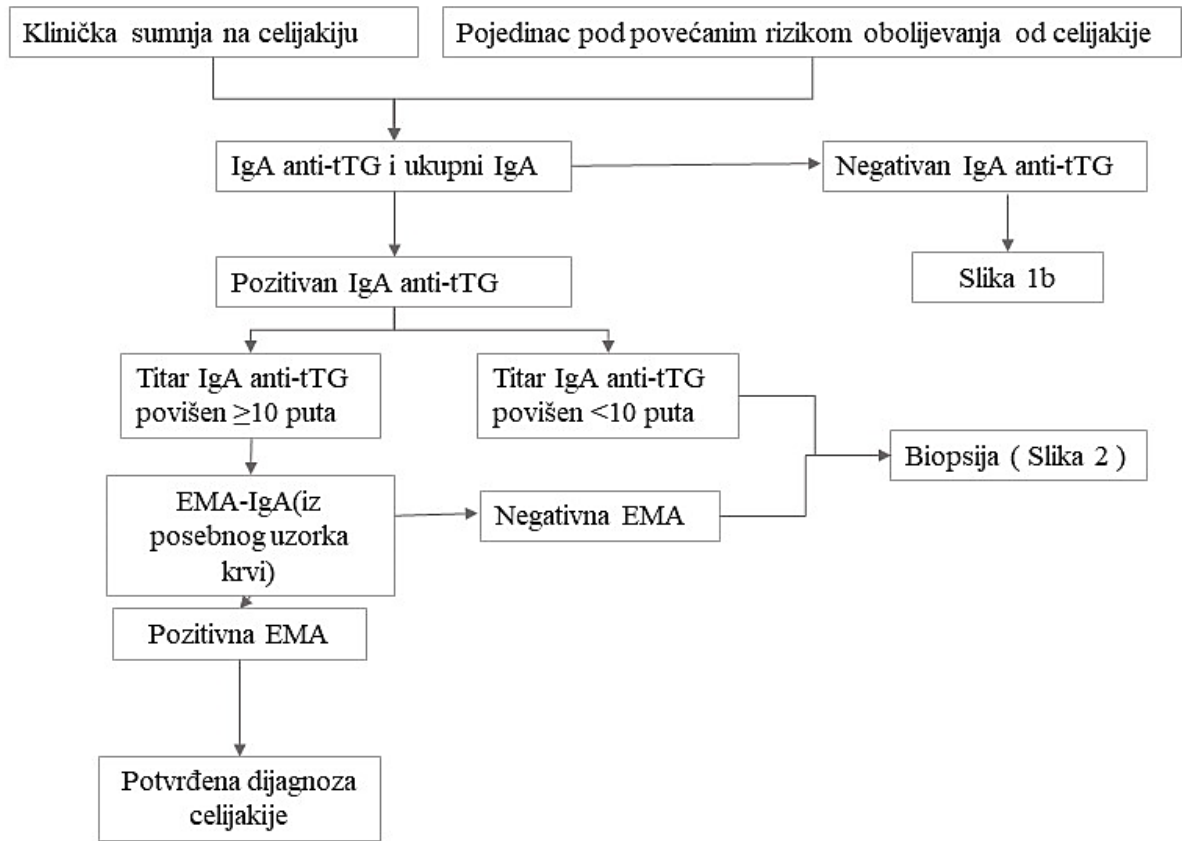 Klinička sumnja na celijakiju
Pojedinac pod povećanim rizikom obolijevanja od celijakije
IgA anti-tTG i ukupni IgA
Negativan IgA anti-tTG
Pozitivan IgA anti-tTG
Slika 1b
Titar IgA anti-tTG
povišen ≥10 puta
Titar IgA anti-tTG
povišen <10 puta
Biopsija ( Slika 2 )
EMA-IgA(iz
posebnog uzorka
krvi)
Negativna EMA
Pozitivna EMA
Potvrđena dijagnoza
celijakije